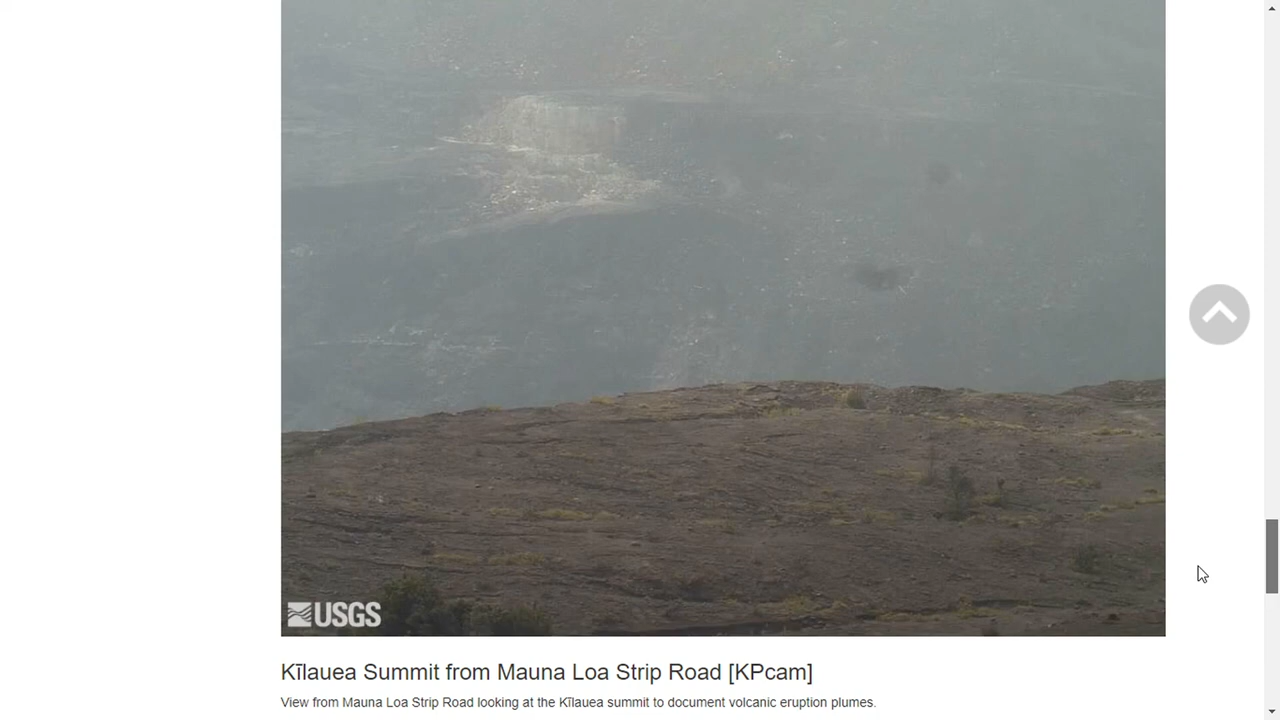 USGS
Kīlauea Summit from Mauna Loa Strip Road [KPcam]
View from Mauna Loa Strip Road looking at the Kīlauea summit to document volcanic eruption plumes.